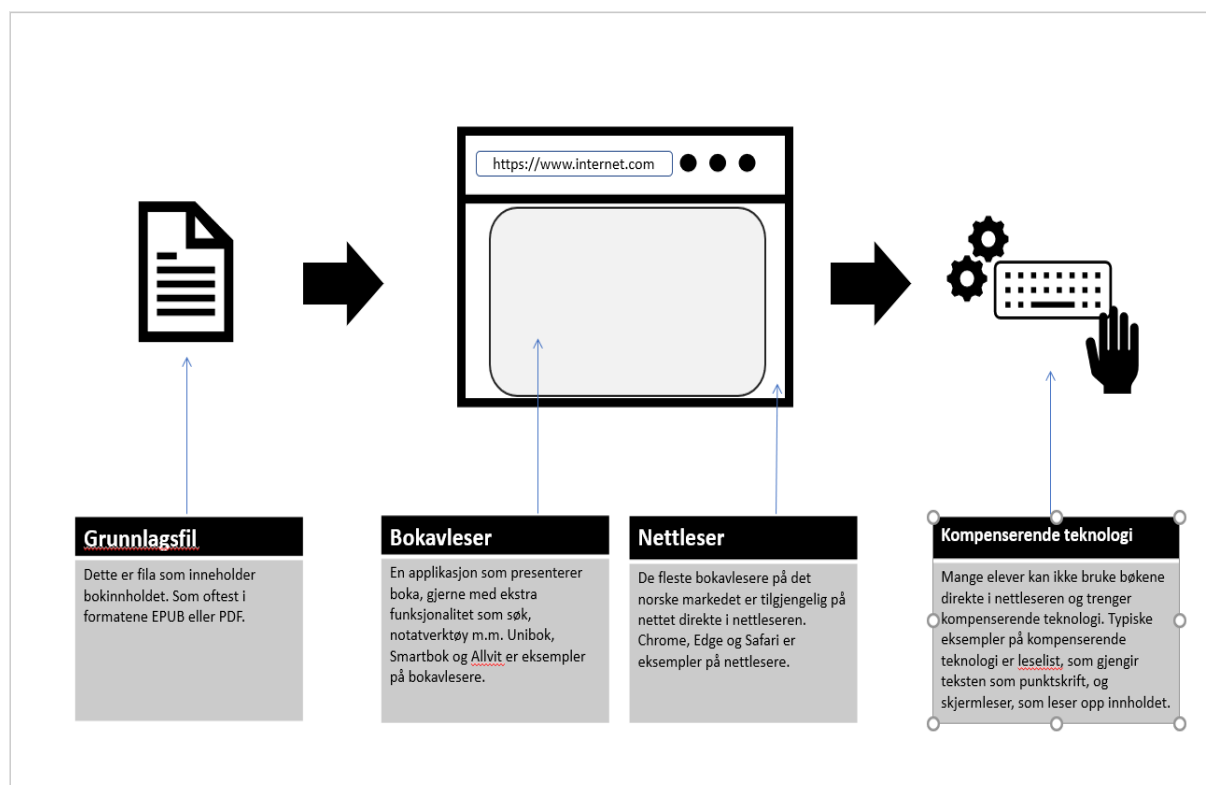 https://www.internet.com
Grunnlagsfil
Dette er fila som inneholder
bokinnholdet. Som oftest i
formatene EPUB eller PDF.
Bokavleser
En applikasjon som presenterer
boka, gjerne med ekstra
funksjonalitet som søk,
notatverktøy m.m. Unibok,
Smartbok og Allvit er eksempler
på bokavlesere.
Nettleser
De fleste bokavlesere på det
norske markedet er tilgjengelig på
nettet direkte i nettleseren.
Chrome, Edge og Safari er
eksempler på nettlesere.
Kompenserende teknologi
Mange elever kan ikke bruke bøkene
direkte i nettleseren og trenger
kompenserende teknologi. Typiske
eksempler på kompenserende
teknologi er leselist, som gjengir
teksten som punktskrift, og
skjermleser, som leser opp innholdet.